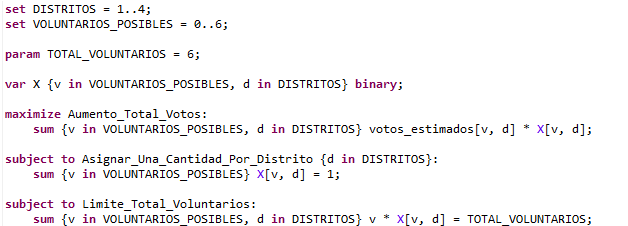 set DISTRITOS = 1..4;
set VOLUNTARIOS_POSIBLES = 0..6;
param TOTAL_VOLUNTARIOS = 6;
var X {v in VOLUNTARIOS_POSIBLES, d in DISTRITOS} binary;
maximize Aumento_Total_Votos:
sum {v in VOLUNTARIOS_POSIBLES, d in DISTRITOS} votos_estimados[v, d] * X[v, d];
subject to Asignar_Una_Cantidad_Por_Distrito {d in DISTRITOS}:
sum {v in VOLUNTARIOS_POSIBLES} X[v, d] = 1;
subject to Limite_Total_Voluntarios:
sum {v in VOLUNTARIOS_POSIBLES, d in DISTRITOS} v * X[v, d] = TOTAL_VOLUNTARIOS;